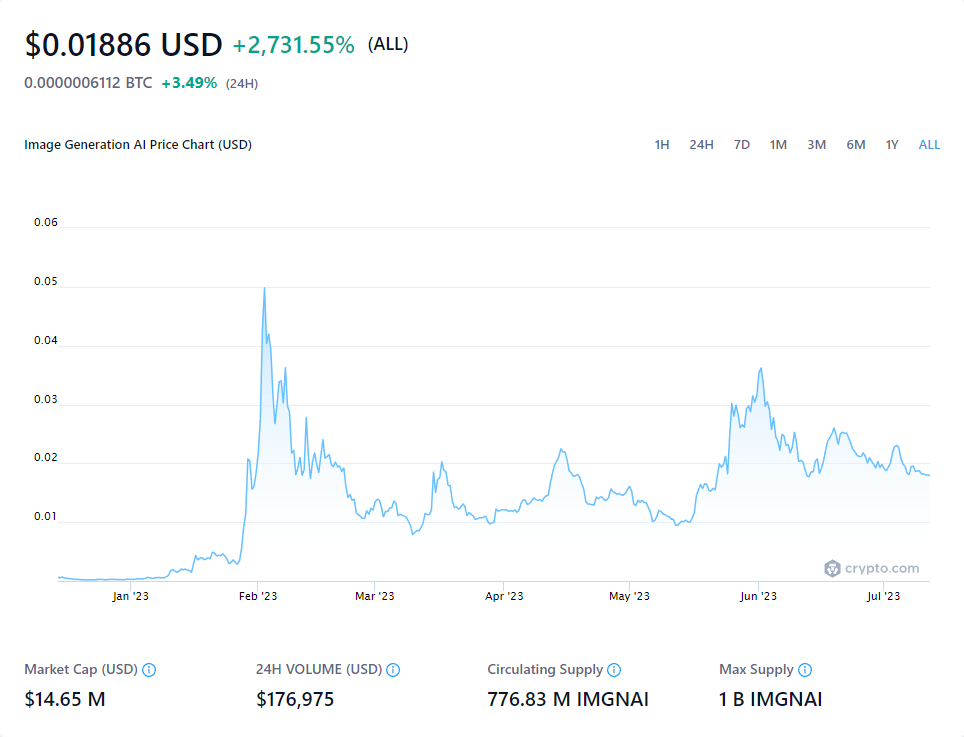 $0.01886 USD +2,731.55% (ALL)
0.0000006112 BTC +3.49% (24H)
Image Generation AI Price Chart (USD) 1H 24H 7D 1M 3M 6M 1Y ALL
0.06
0.05
0.04
0.03
0.02
0.01
crypto.com
Jan '23 Feb '23 Mar '23 Apr '23 May '23 Jun '23 Jul '23
Market Cap (USD) 24H VOLUME (USD) Circulating Supply Max Supply
$14.65 M $176,975 776.83 M IMGNAI 1 B IMGNAI